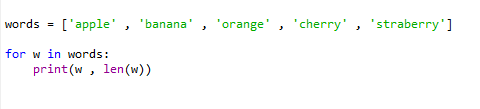 words = ['apple' , 'banana' , 'orange' , 'cherry' , 'straberry']
for w in words:
    print(w , len(w))